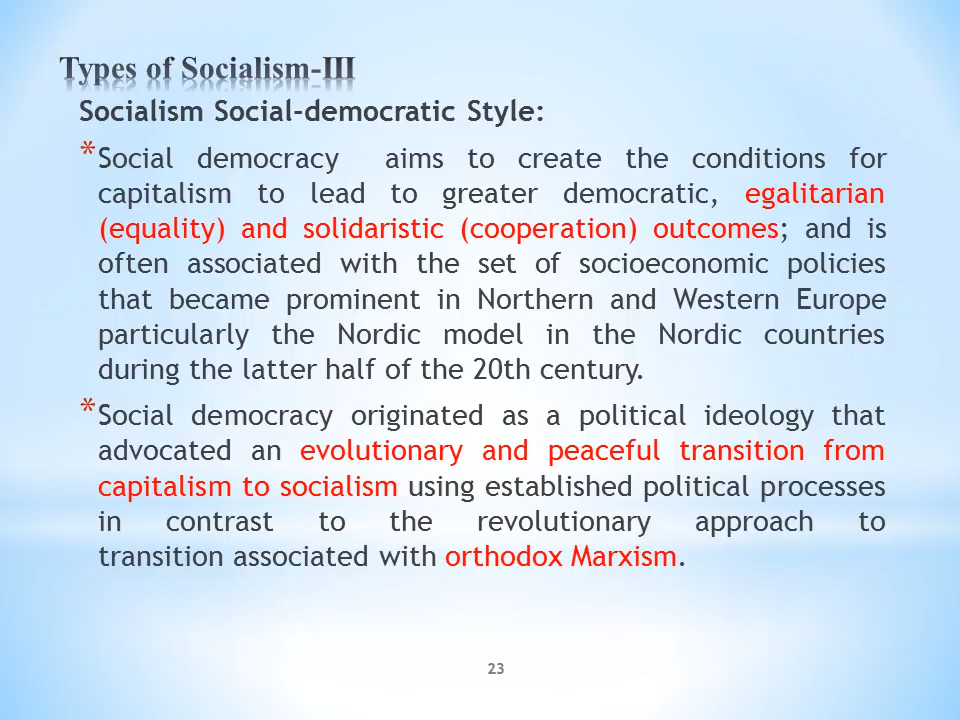 Types of Socialism-III
Socialism Social-democratic Style:
*Social democracy aims to create the conditions for
capitalism to lead to greater democratic, egalitarian
(equality) and solidaristic (cooperation) outcomes; and is
often associated with the set of socioeconomic policies
that became prominent in Northern and Western Europe
particularly the Nordic model in the Nordic countries
during the latter half of the 20th century.
*Social democracy originated as a political ideology that
advocated an evolutionary and peaceful transition from
capitalism to socialism using established political processes
in contrast to the revolutionary approach to
transition associated with orthodox Marxism.
23